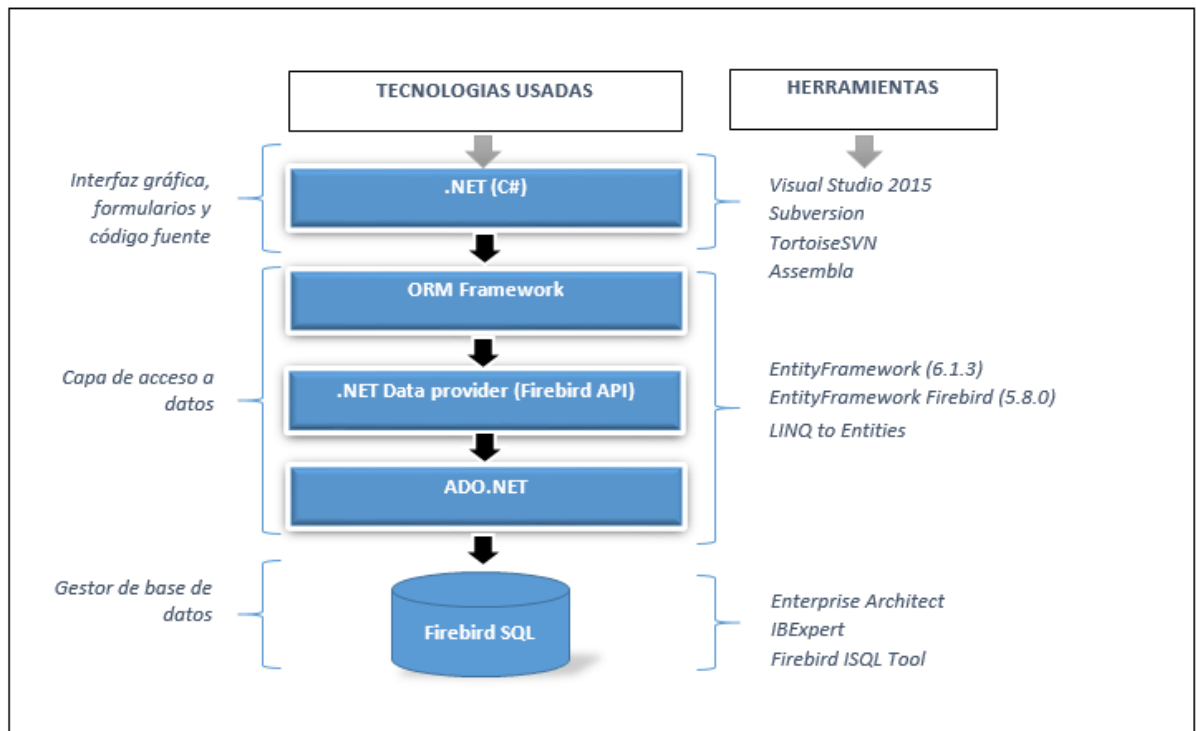 TECNOLOGIAS USADAS
HERRAMIENTAS
Interfaz gráfica,
formularios y
código fuente
.NET (C#)
Visual Studio 2015
Subversion
TortoiseSVN
Assembla
Capa de acceso a
datos
ORM Framework
.NET Data provider (Firebird API)
ADO.NET
EntityFramework (6.1.3)
EntityFramework Firebird (5.8.0)
LINQ to Entities
Gestor de base de
datos
Firebird SQL
Enterprise Architect
IBExpert
Firebird ISQL Tool